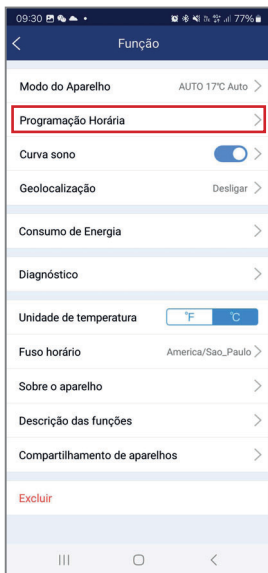 09:30 77%
Função
Modo do Aparelho AUTO 17°C Auto
Programação Horária
Curva sono
Geolocalização Desligar
Consumo de Energia
Diagnóstico
Unidade de temperatura °F °C
Fuso horário America/Sao_Paulo
Sobre o aparelho
Descrição das funções
Compartilhamento de aparelhos
Excluir